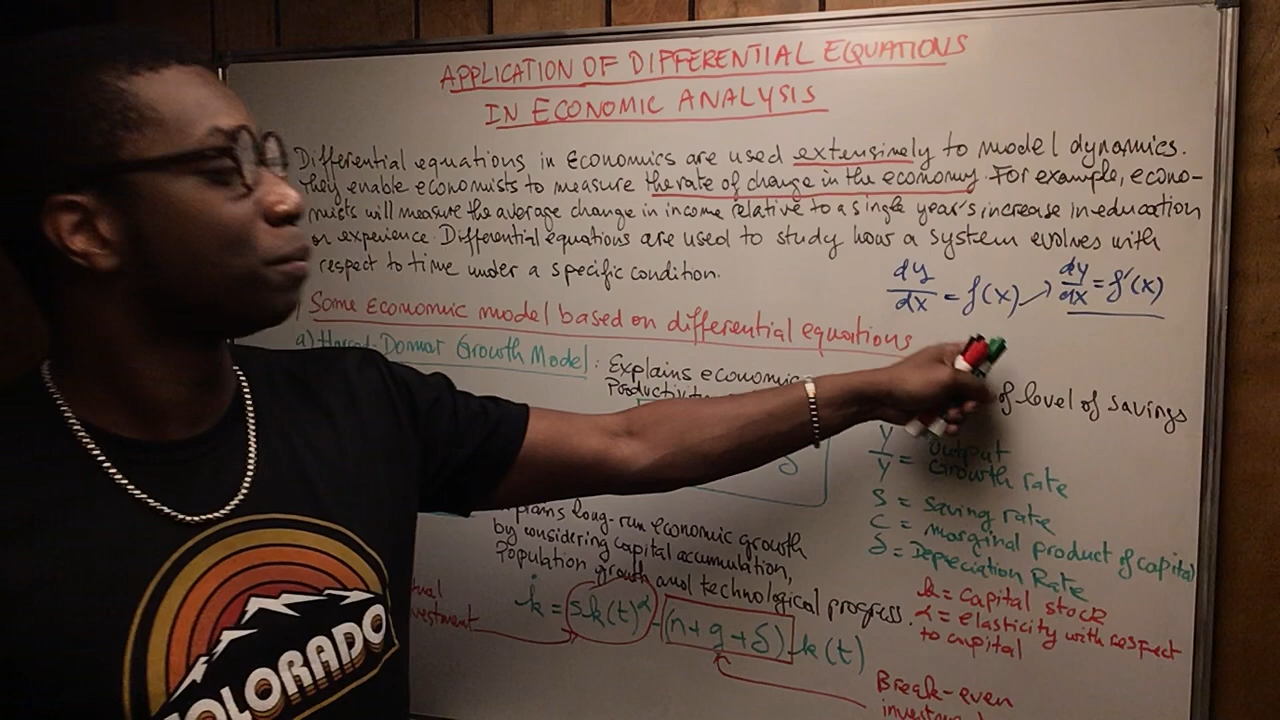 APPLICATION OF DIFFERENTIAL EQUATIONS
IN ECONOMIC ANALYSIS
Differential equations in Economics are used extensively to model dynamics.
They enable economists to measure the rate of change in the economy. For example, econo-
mists will measure the average change in income relative to a single year's increase in education
or experience. Differential equations are used to study how a system evolves with
respect to time under a specific condition.
dy/dx = f(x) → dy/dx = f'(x)
Some Economic model based on differential equations
a) Harrod-Domar Growth Model : Explains economic
of level of savings
Ẏ/Y = output Growth rate
S = Saving rate
C = marginal product of capital
δ = Depeciation Rate
long-run economic growth
by considering capital accumulation,
Population growth and technological progress.
k̇ = sk(t)^α - (n+g+δ) k(t)
k = capital stock
α = elasticity with respect
to capital
Break-even
COLORADO